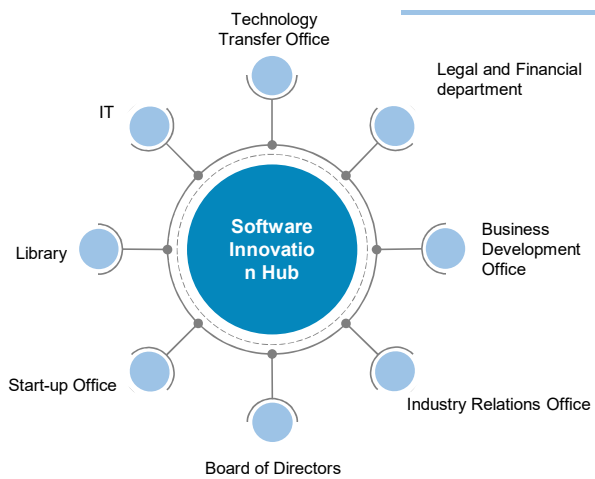 Technology
Transfer Office
Legal and Financial
department
IT
Software
Innovatio
n Hub
Business
Development
Office
Library
Start-up Office
Industry Relations Office
Board of Directors